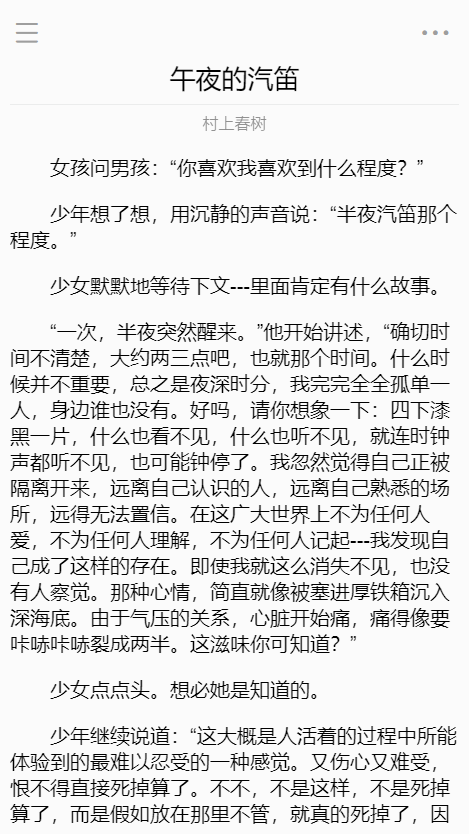 午夜的汽笛
村上春树
女孩问男孩：“你喜欢我喜欢到什么程度？”
少年想了想，用沉静的声音说：“半夜汽笛那个
程度。”
少女默默地等待下文---里面肯定有什么故事。
“一次，半夜突然醒来。”他开始讲述，“确切时
间不清楚，大约两三点吧，也就那个时间。什么时
候并不重要，总之是夜深时分，我完完全全孤单一
人，身边谁也没有。好吗，请你想象一下：四下漆
黑一片，什么也看不见，什么也听不见，就连时钟
声都听不见，也可能钟停了。我忽然觉得自己正被
隔离开来，远离自己认识的人，远离自己熟悉的场
所，远得无法置信。在这广大世界上不为任何人
爱，不为任何人理解，不为任何人记起---我发现自
己成了这样的存在。即使我就这么消失不见，也没
有人察觉。那种心情，简直就像被塞进厚铁箱沉入
深海底。由于气压的关系，心脏开始痛，痛得像要
咔哧咔哧裂成两半。这滋味你可知道？”
少女点点头。想必她是知道的。
少年继续说道：“这大概是人活着的过程中所能
体验到的最难以忍受的一种感觉。又伤心又难受，
恨不得直接死掉算了。不不，不是这样，不是死掉
算了，而是假如放在那里不管，就真的死掉了，因